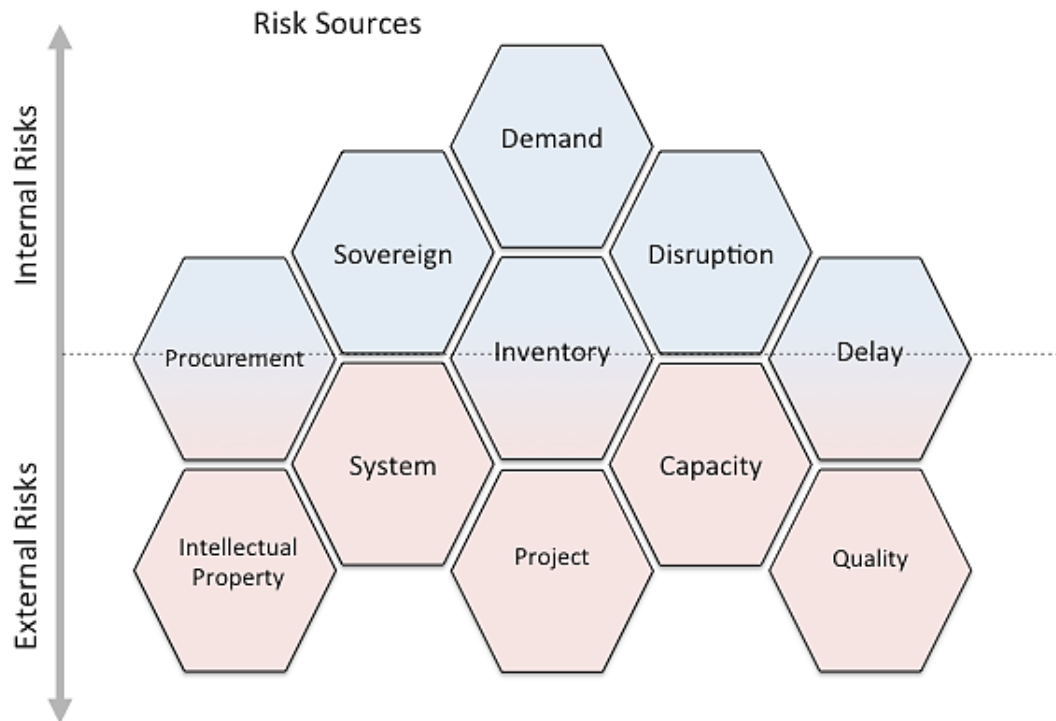 Risk Sources
Internal Risks
Demand
Sovereign
Disruption
Procurement
Inventory
Delay
System
Capacity
External Risks
Intellectual
Property
Project
Quality